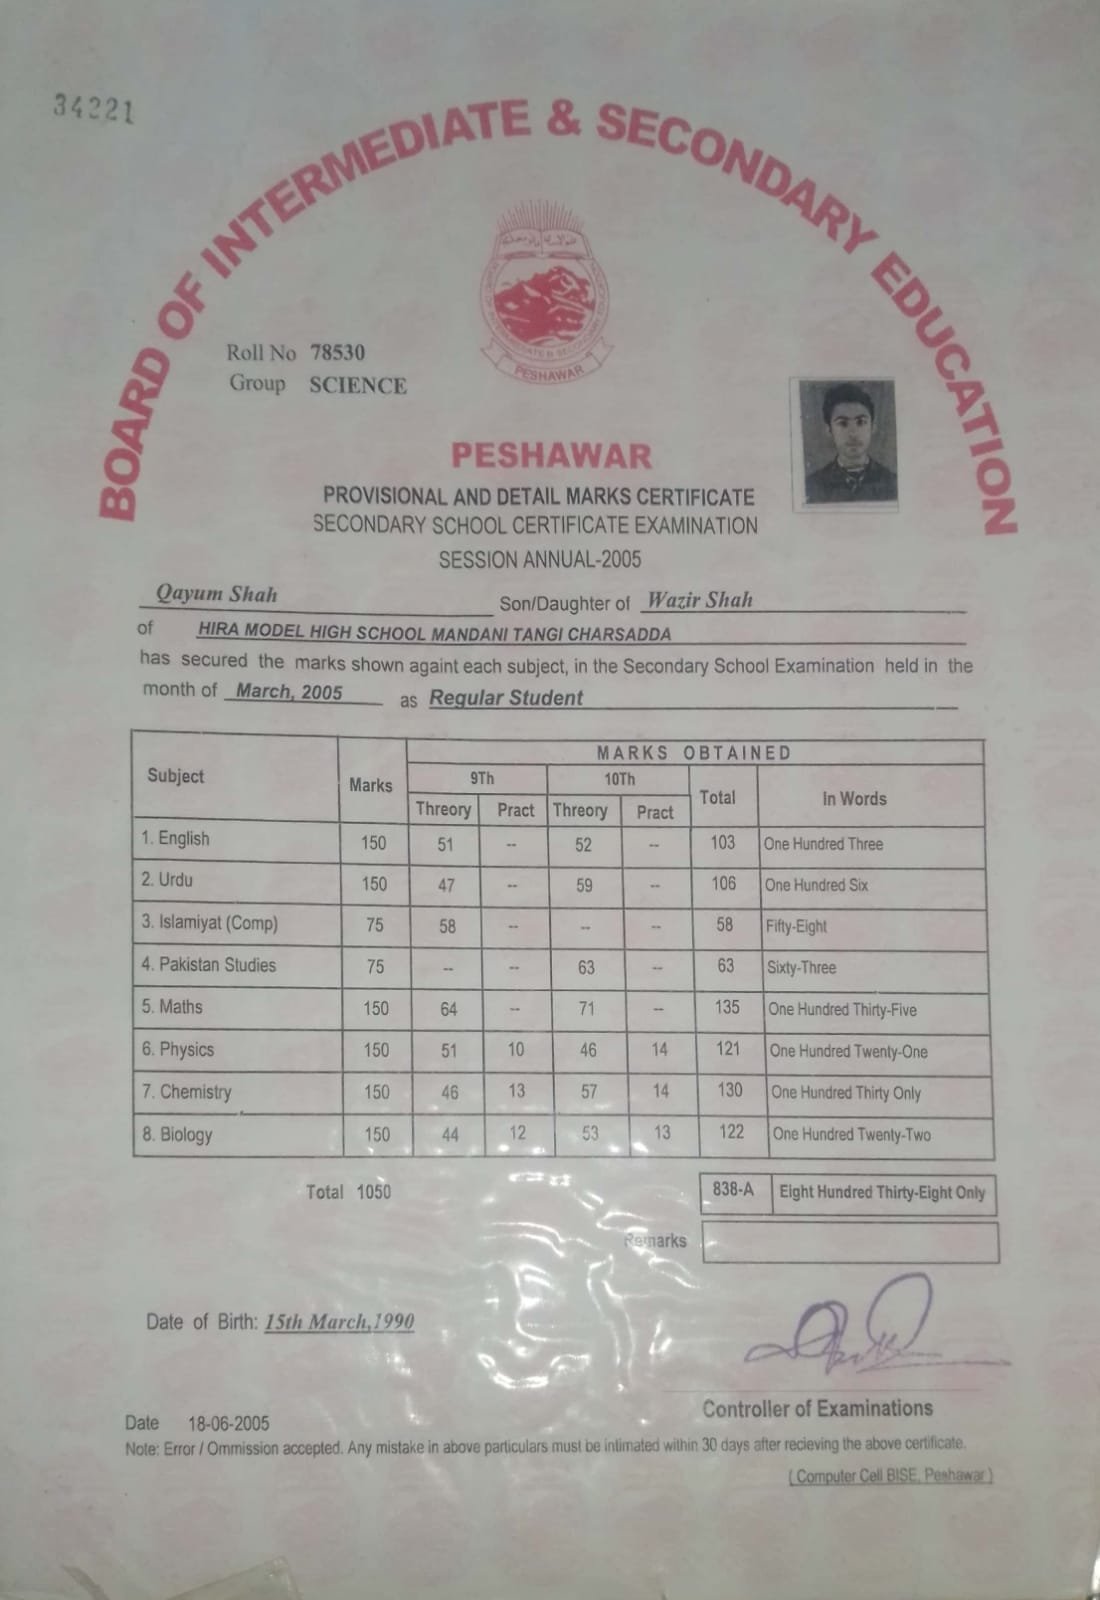 34221
BOARD OF INTERMEDIATE & SECONDARY EDUCATION
PESHAWAR
Roll No 78530
Group SCIENCE
PESHAWAR
PROVISIONAL AND DETAIL MARKS CERTIFICATE
SECONDARY SCHOOL CERTIFICATE EXAMINATION
SESSION ANNUAL-2005
Qayum Shah Son/Daughter of Wazir Shah
of HIRA MODEL HIGH SCHOOL MANDANI TANGI CHARSADDA
has secured the marks shown againt each subject, in the Secondary School Examination held in the
month of March, 2005 as Regular Student
Subject Marks MARKS OBTAINED
9Th 10Th Total In Words
Threory Pract Threory Pract
1. English 150 51 -- 52 -- 103 One Hundred Three
2. Urdu 150 47 -- 59 -- 106 One Hundred Six
3. Islamiyat (Comp) 75 58 -- -- -- 58 Fifty-Eight
4. Pakistan Studies 75 -- -- 63 -- 63 Sixty-Three
5. Maths 150 64 -- 71 -- 135 One Hundred Thirty-Five
6. Physics 150 51 10 46 14 121 One Hundred Twenty-One
7. Chemistry 150 46 13 57 14 130 One Hundred Thirty Only
8. Biology 150 44 12 53 13 122 One Hundred Twenty-Two
Total 1050 838-A Eight Hundred Thirty-Eight Only
Remarks
Date of Birth: 15th March,1990
Controller of Examinations
Date 18-06-2005
Note: Error / Ommission accepted. Any mistake in above particulars must be intimated within 30 days after recieving the above certificate.
( Computer Cell BISE, Peshawar )